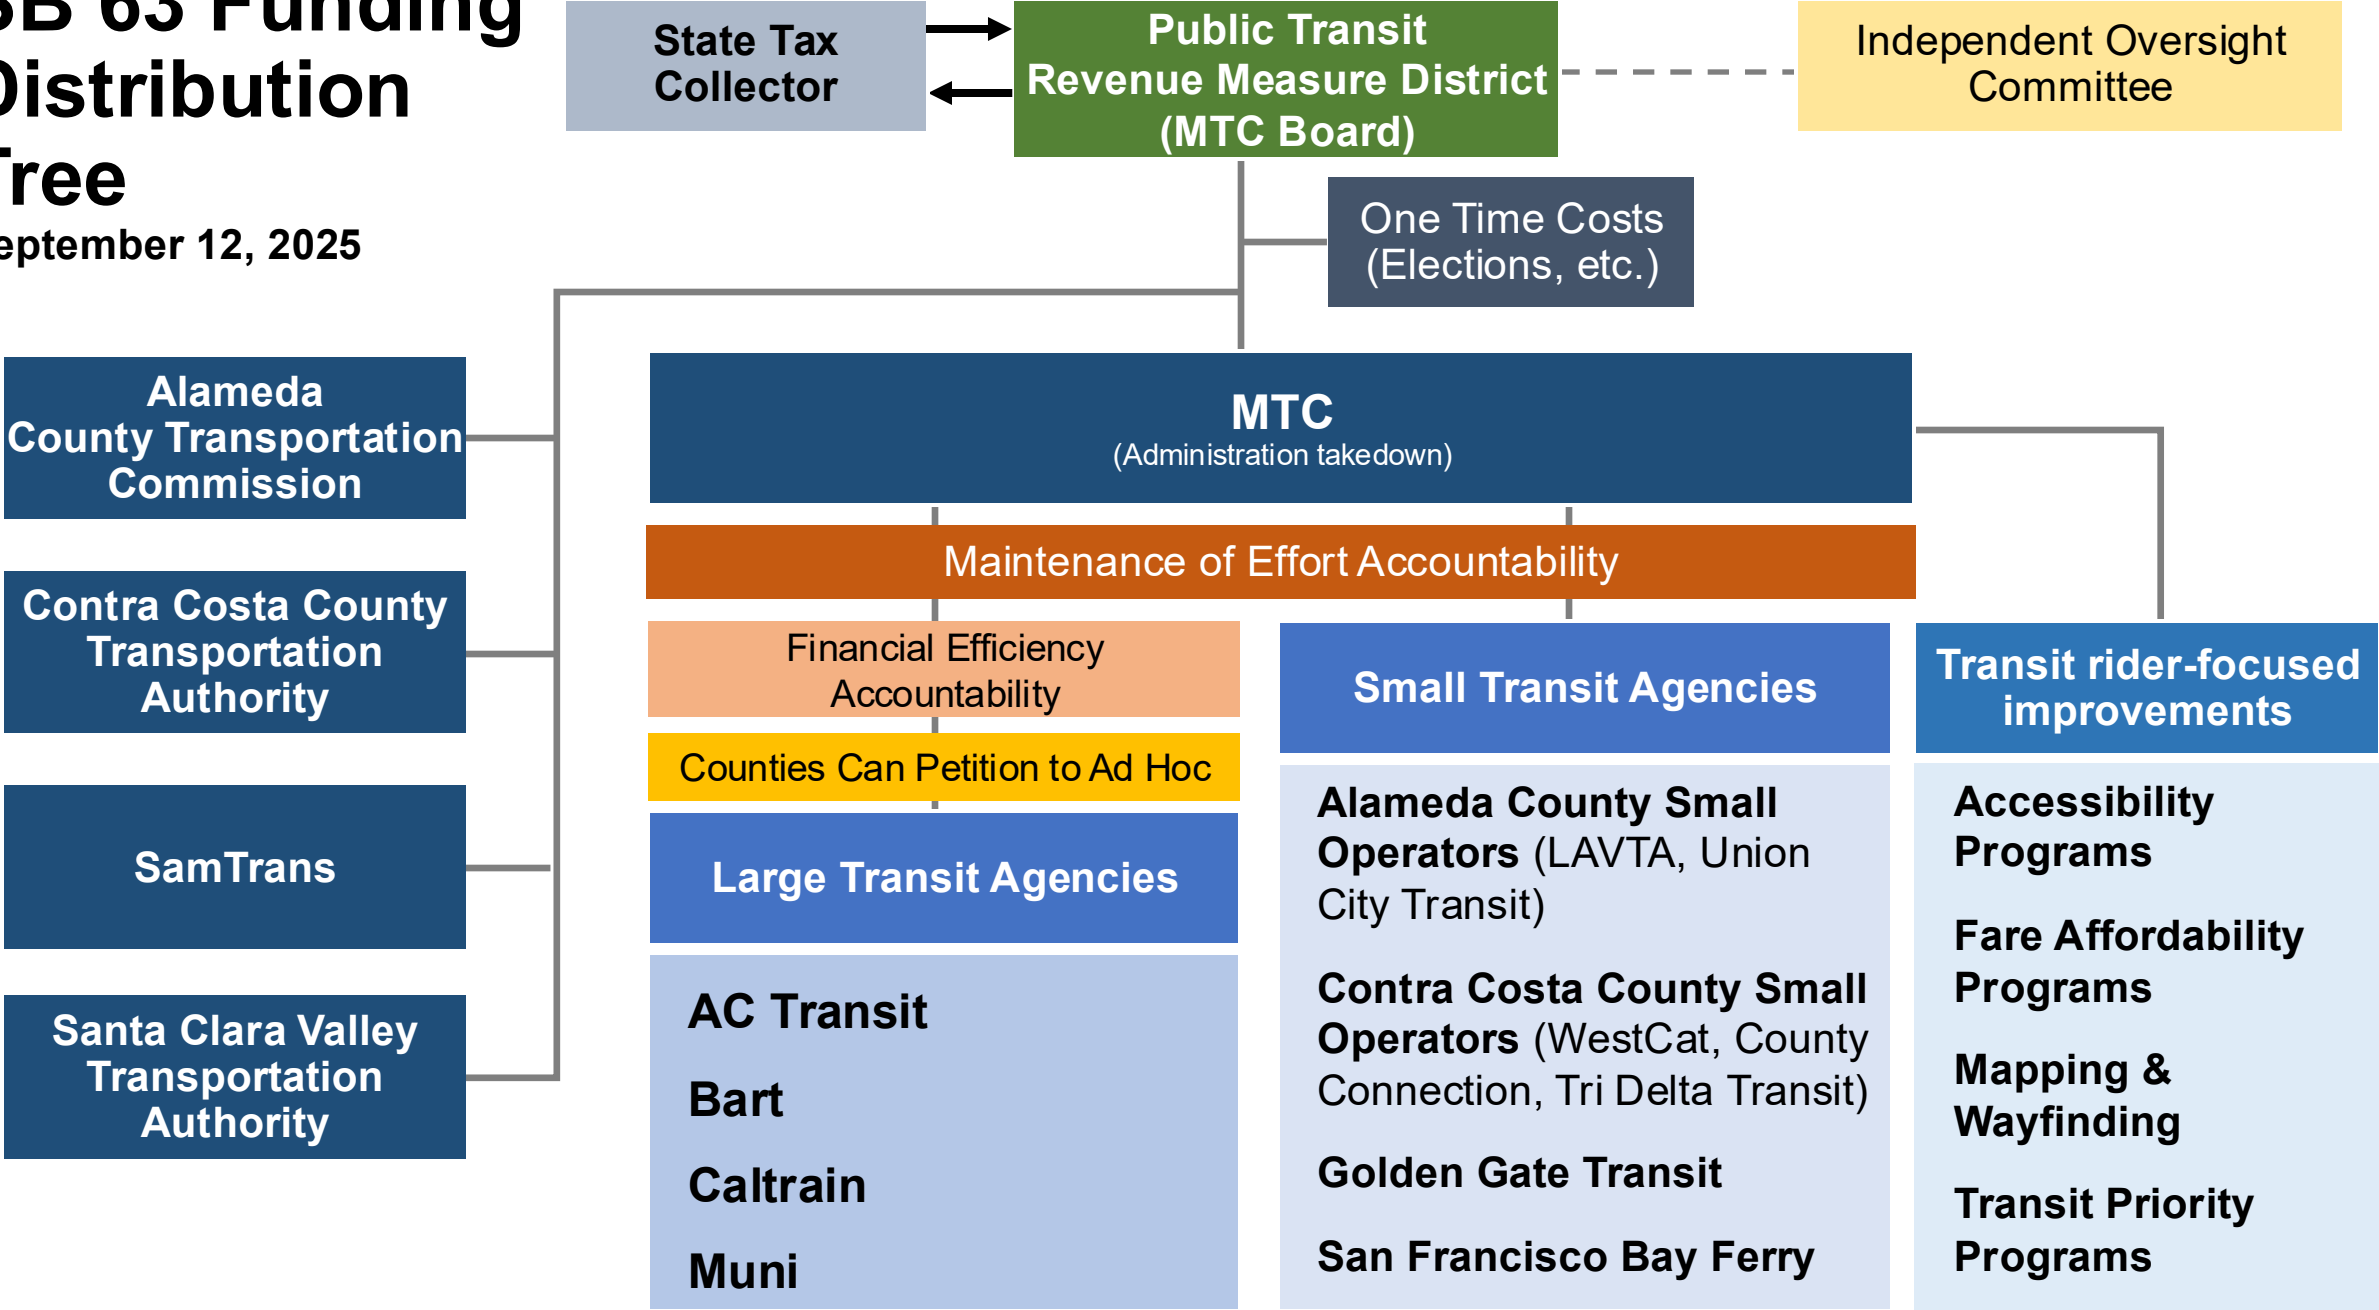 SB 63 Funding
Distribution
Tree
September 12, 2025
State Tax
Collector
Public Transit
Revenue Measure District
(MTC Board)
Independent Oversight
Committee
One Time Costs
(Elections, etc.)
Alameda
County Transportation
Commission
Contra Costa County
Transportation
Authority
SamTrans
Santa Clara Valley
Transportation
Authority
MTC
(Administration takedown)
Maintenance of Effort Accountability
Financial Efficiency
Accountability
Counties Can Petition to Ad Hoc
Large Transit Agencies
AC Transit
Bart
Caltrain
Muni
Small Transit Agencies
Alameda County Small
Operators (LAVTA, Union
City Transit)
Contra Costa County Small
Operators (WestCat, County
Connection, Tri Delta Transit)
Golden Gate Transit
San Francisco Bay Ferry
Transit rider-focused
improvements
Accessibility
Programs
Fare Affordability
Programs
Mapping &
Wayfinding
Transit Priority
Programs